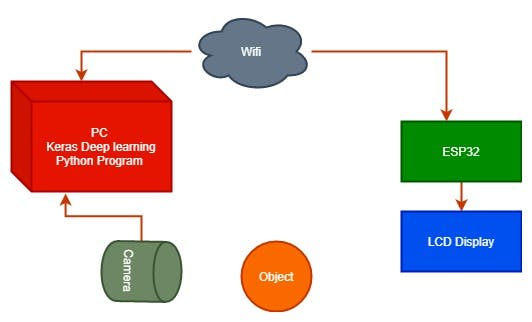 Wifi
PC
Keras Deep learning
Python Program
ESP32
LCD Display
Camera
Object